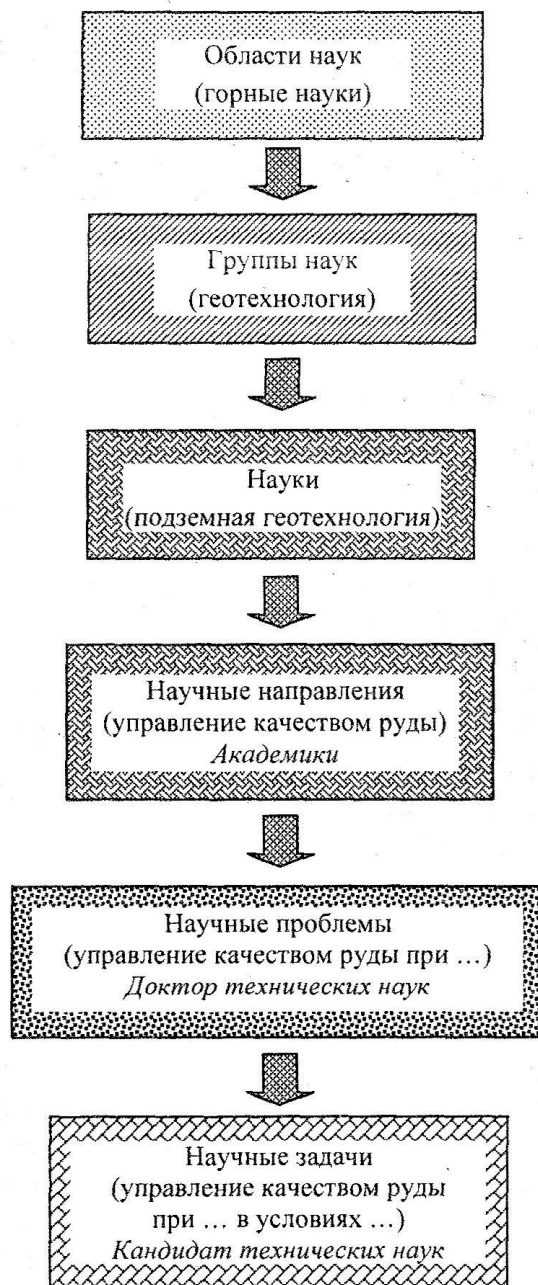 Области наук
(горные науки)
Группы наук
(геотехнология)
Науки
(подземная геотехнология)
Научные направления
(управление качеством руды)
Академики
Научные проблемы
(управление качеством руды при ...)
Доктор технических наук
Научные задачи
(управление качеством руды
при ... в условиях ...)
Кандидат технических наук